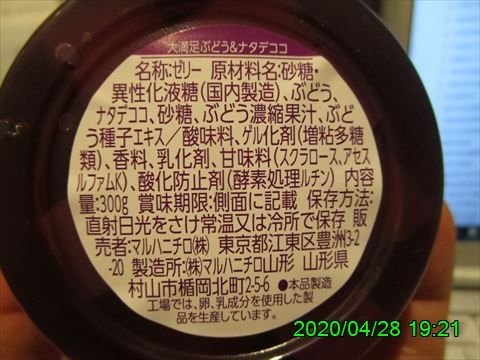 大満足ぶどう&ナタデココ
名称:ゼリー 原材料名:砂糖・
異性化液糖(国内製造)、ぶどう、
ナタデココ、砂糖、ぶどう濃縮果汁、ぶど
う種子エキス/酸味料、ゲル化剤(増粘多糖
類)、香料、乳化剤、甘味料(スクラロース、アセス
ルファムK)、酸化防止剤(酵素処理ルチン) 内容
量:300g 賞味期限:側面に記載 保存方法:
直射日光をさけ常温又は冷所で保存 販
売者:マルハニチロ(株) 東京都江東区豊洲3-2
-20 製造所:(株)マルハニチロ山形 山形県
村山市楯岡北町2-5-6 ●本品製造
工場では、卵、乳成分を使用した製
品を生産しています。
2020/04/28 19:21